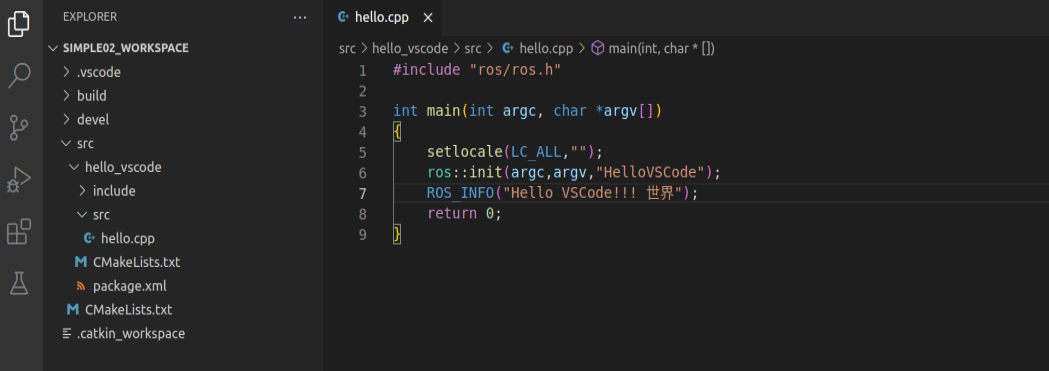 EXPLORER
SIMPLE02_WORKSPACE
.vscode
build
devel
src
hello_vscode
include
src
hello.cpp
CMakeLists.txt
package.xml
CMakeLists.txt
.catkin_workspace
hello.cpp
src > hello_vscode > src > hello.cpp > main(int, char * [])
1 #include "ros/ros.h"
2
3 int main(int argc, char *argv[])
4 {
5 setlocale(LC_ALL,"");
6 ros::init(argc,argv,"HelloVSCode");
7 ROS_INFO("Hello VSCode!!! 世界");
8 return 0;
9 }